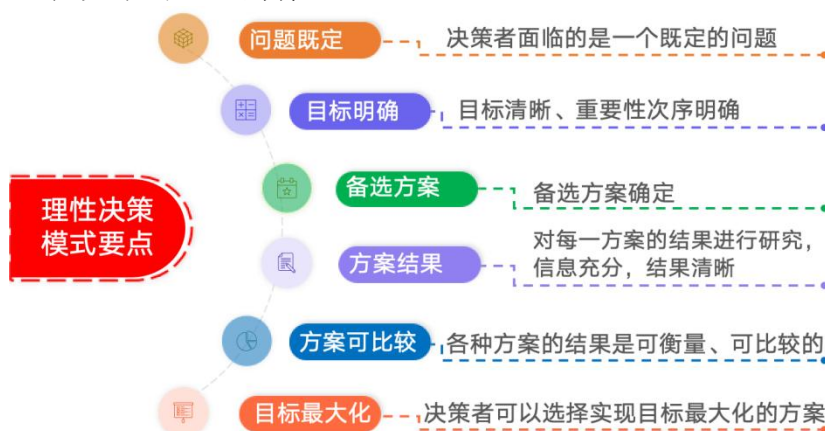 理性决策
模式要点
问题既定
决策者面临的是一个既定的问题
目标明确
目标清晰、重要性次序明确
备选方案
备选方案确定
方案结果
对每一方案的结果进行研究，
信息充分，结果清晰
方案可比较
各种方案的结果是可衡量、可比较的
目标最大化
决策者可以选择实现目标最大化的方案